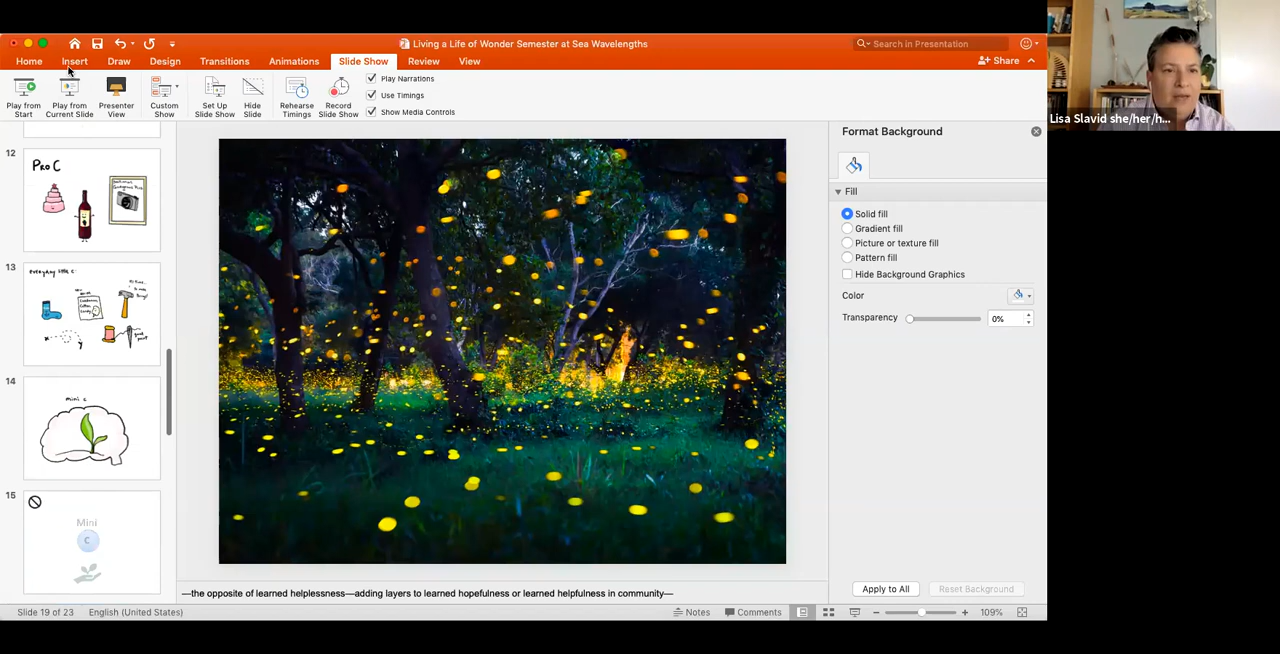 Living a Life of Wonder Semester at Sea Wavelengths
Search in Presentation
Home Insert Draw Design Transitions Animations Slide Show Review View
Share
Play from Start
Play from Current Slide
Presenter View
Custom Show
Set Up Slide Show
Hide Slide
Rehearse Timings
Record Slide Show
Play Narrations
Use Timings
Show Media Controls
Lisa Slavid she/her/h...
12
Pro C
13
everyday little c
14
mini c
15
Mini
C
Format Background
Fill
Solid fill
Gradient fill
Picture or texture fill
Pattern fill
Hide Background Graphics
Color
Transparency 0%
Apply to All
Reset Background
—the opposite of learned helplessness—adding layers to learned hopefulness or learned helpfulness in community—
Slide 19 of 23 English (United States) Notes Comments 109%